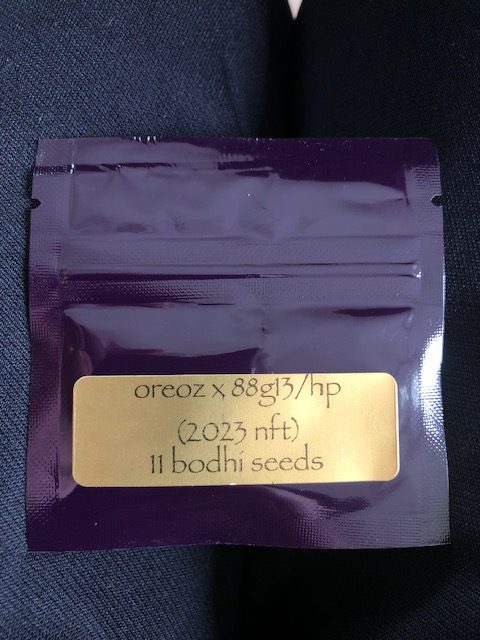 oreoz x 88g13/hp
(2023 nft)
11 bodhi seeds